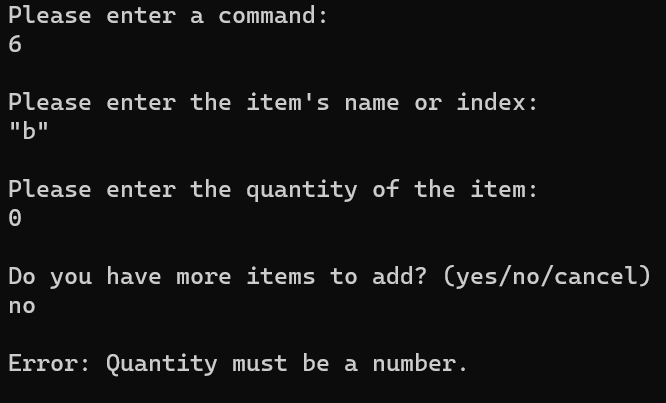 Please enter a command:
6
Please enter the item's name or index:
"b"
Please enter the quantity of the item:
0
Do you have more items to add? (yes/no/cancel)
no
Error: Quantity must be a number.